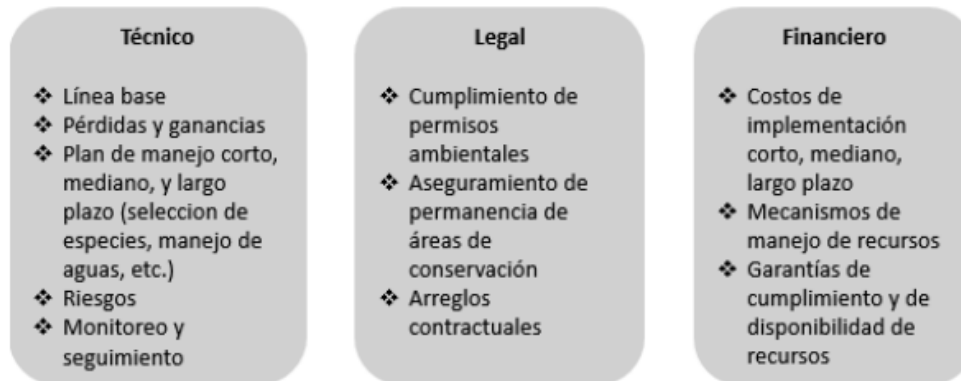 Técnico
❖ Línea base
❖ Pérdidas y ganancias
❖ Plan de manejo corto,
mediano, y largo
plazo (seleccion de
especies, manejo de
aguas, etc.)
❖ Riesgos
❖ Monitoreo y
seguimiento
Legal
❖ Cumplimiento de
permisos
ambientales
❖ Aseguramiento de
permanencia de
áreas de
conservación
❖ Arreglos
contractuales
Financiero
❖ Costos de
implementación
corto, mediano,
largo plazo
❖ Mecanismos de
manejo de recursos
❖ Garantías de
cumplimiento y de
disponibilidad de
recursos